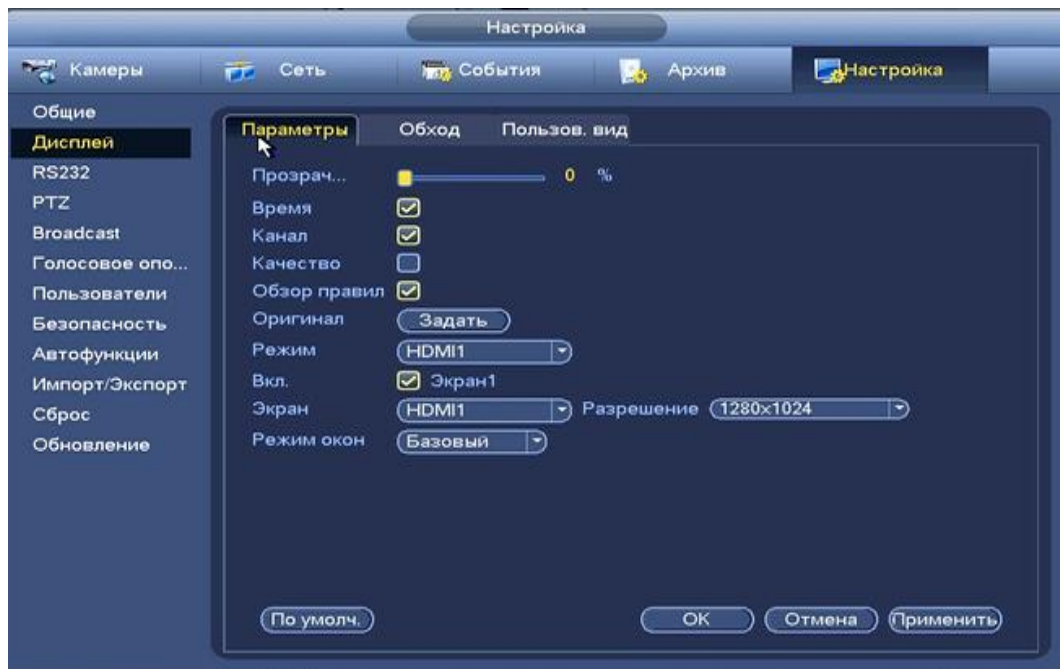 Настройка
Камеры Сеть События Архив Настройка
Общие
Дисплей
RS232
PTZ
Broadcast
Голосовое опо...
Пользователи
Безопасность
Автофункции
Импорт/Экспорт
Сброс
Обновление
Параметры Обход Пользов. вид
Прозрач... 0 %
Время
Канал
Качество
Обзор правил
Оригинал Задать
Режим HDMI1
Вкл. Экран1
Экран HDMI1 Разрешение 1280x1024
Режим окон Базовый
По умолч. OK Отмена Применить